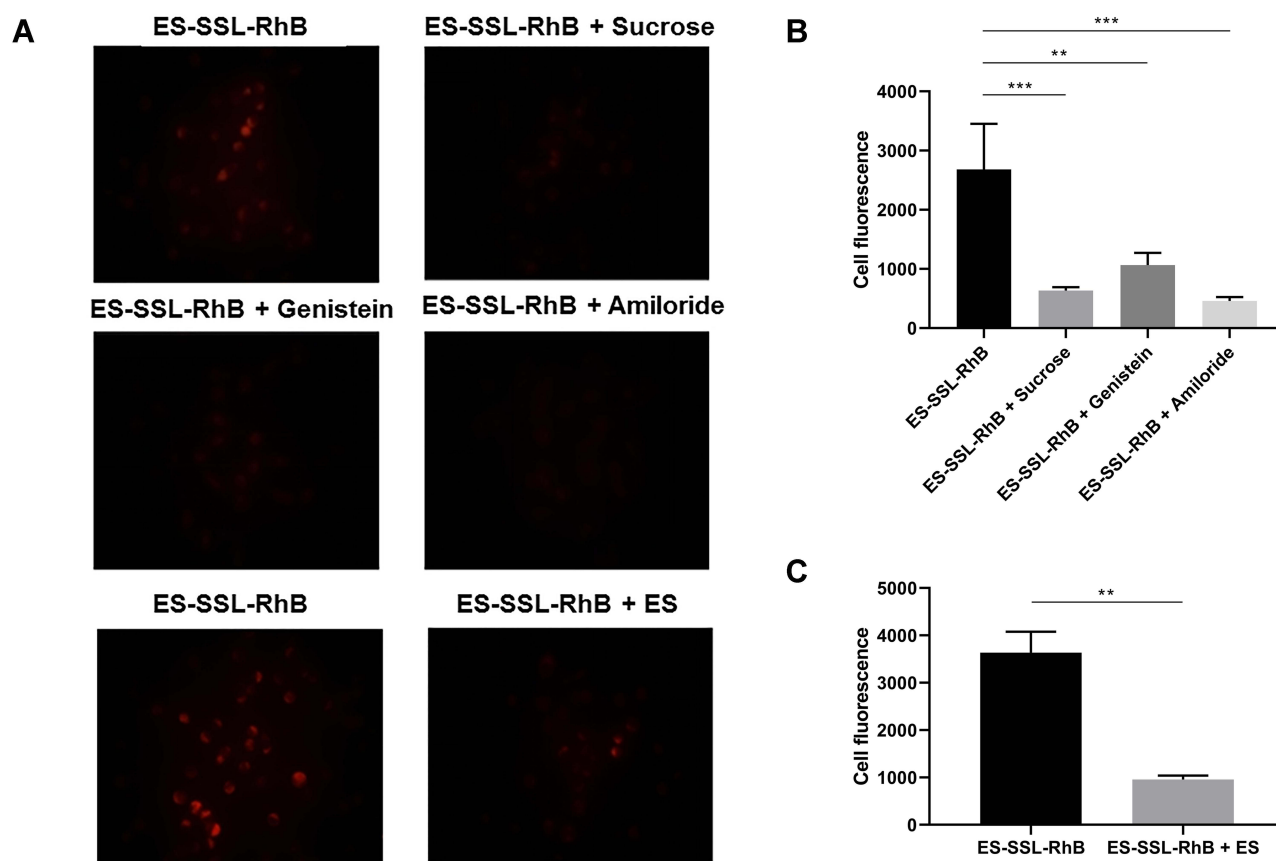 A
ES-SSL-RhB
ES-SSL-RhB + Sucrose
ES-SSL-RhB + Genistein
ES-SSL-RhB + Amiloride
ES-SSL-RhB
ES-SSL-RhB + ES
B
***
**
***
4000
3000
2000
1000
0
Cell fluorescence
ES-SSL-RhB
ES-SSL-RhB + Sucrose
ES-SSL-RhB + Genistein
ES-SSL-RhB + Amiloride
C
**
5000
4000
3000
2000
1000
0
Cell fluorescence
ES-SSL-RhB
ES-SSL-RhB + ES